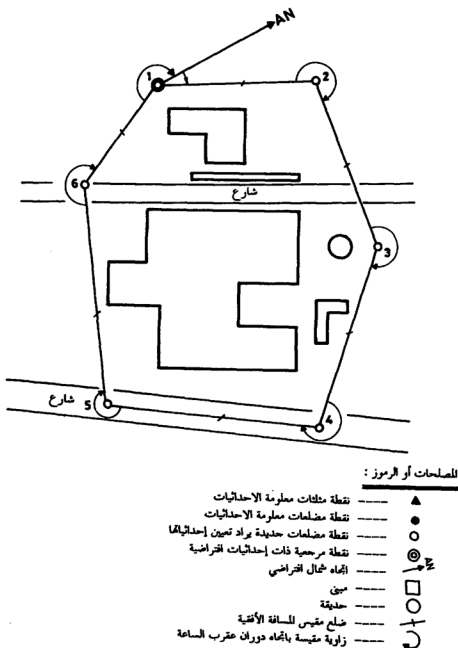 AN
1
2
6
شارع
3
شارع
5
4
المصلحات أو الرموز :
نقطة مثلثات معلومة الاحداثيات
نقطة مضلعات معلومة الاحداثيات
نقطة مضلعات جديدة يراد تعيين إحداثياتها
نقطة مرجعية ذات إحداثيات افتراضية
اتجاه شمال افتراضي AN
مبنى
حديقة
ضلع مقيس للمسافة الأفقية
زاوية مقيسة باتجاه دوران عقرب الساعة